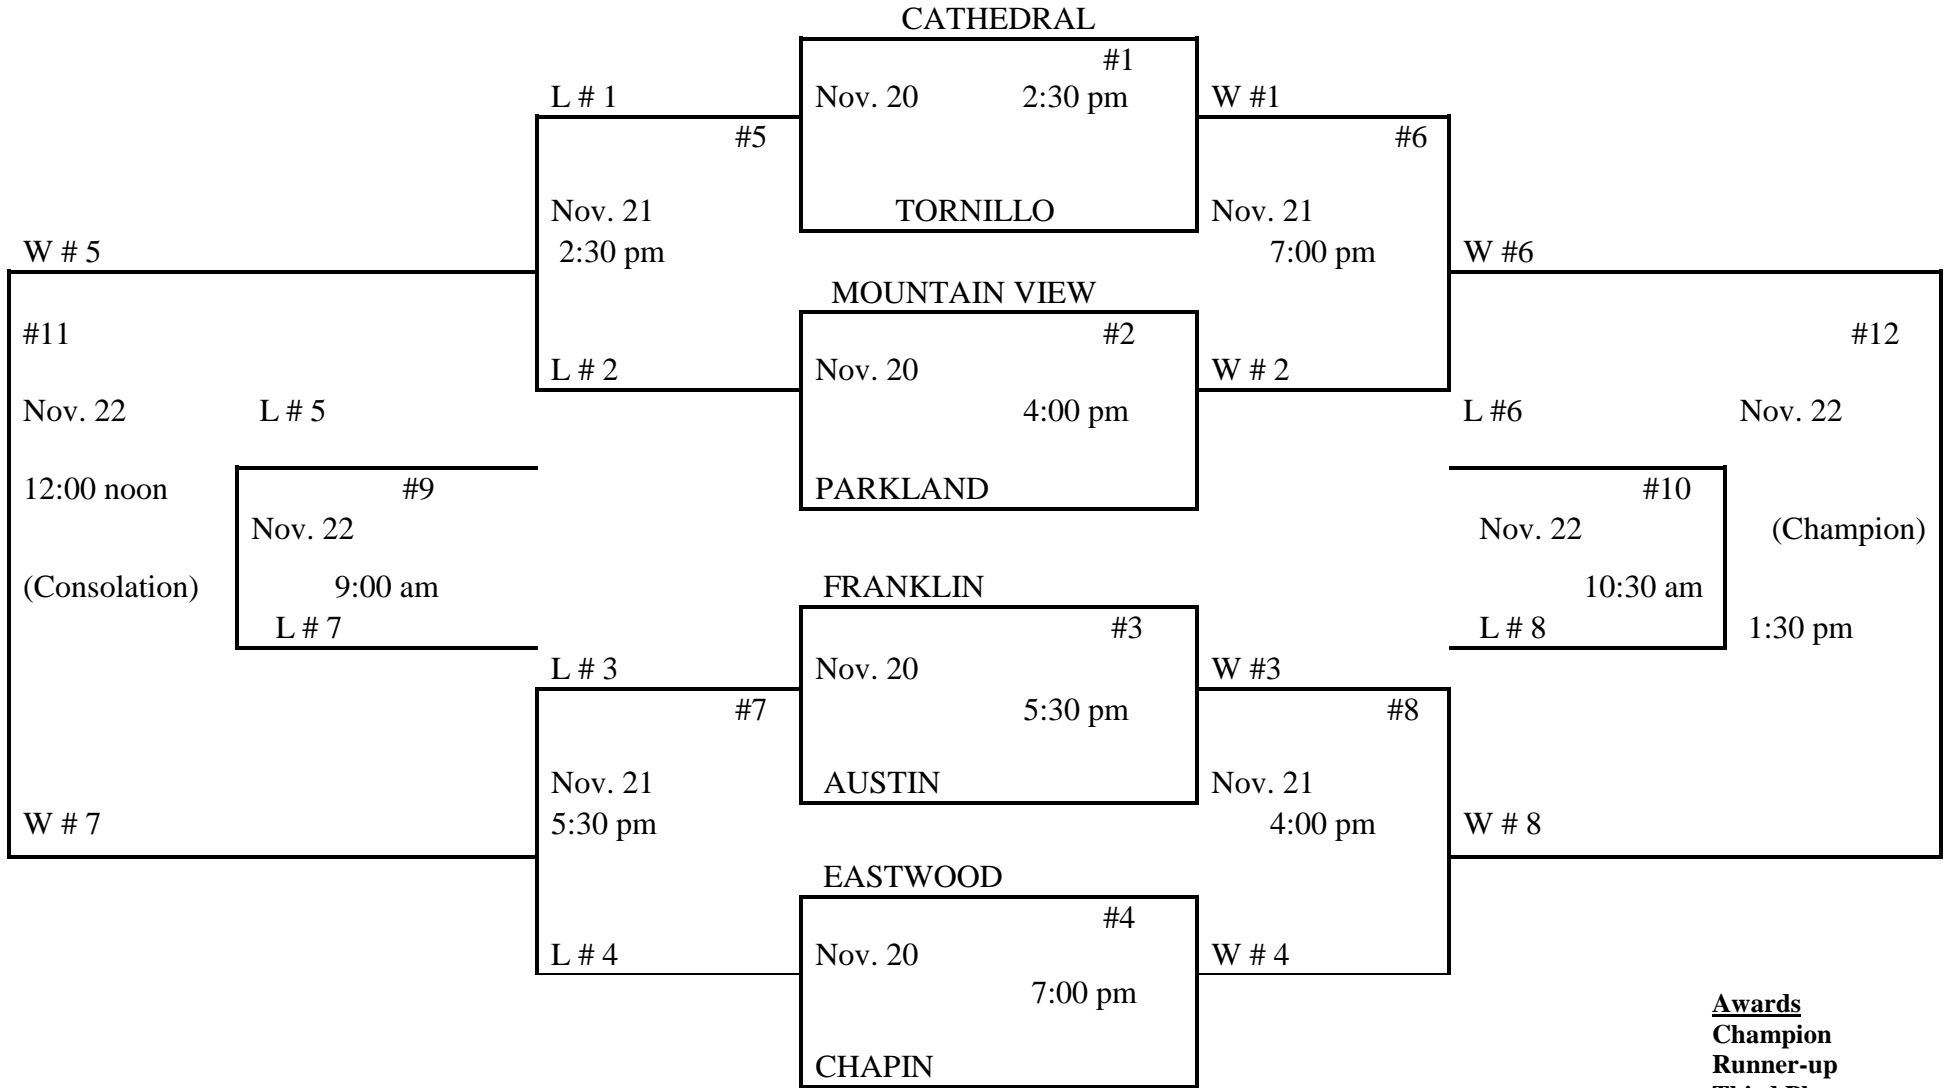 CATHEDRAL
#1
L # 1
Nov. 20 2:30 pm
W #1
#5
#6
Nov. 21
TORNILLO
Nov. 21
W # 5
2:30 pm
7:00 pm
W #6
MOUNTAIN VIEW
#11
#2
#12
L # 2
Nov. 20
W # 2
Nov. 22
L # 5
4:00 pm
L #6
Nov. 22
12:00 noon
#9
PARKLAND
#10
Nov. 22
Nov. 22
(Champion)
(Consolation)
9:00 am
FRANKLIN
10:30 am
L # 7
#3
L # 8
1:30 pm
L # 3
Nov. 20
W #3
#7
5:30 pm
#8
Nov. 21
AUSTIN
Nov. 21
W # 7
5:30 pm
4:00 pm
W # 8
EASTWOOD
#4
L # 4
Nov. 20
W # 4
7:00 pm
CHAPIN
Awards
Champion
Runner-up